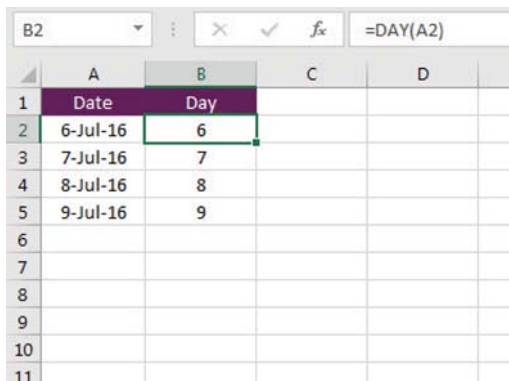 B2 fx =DAY(A2)
A B C D
1 Date Day
2 6-Jul-16 6
3 7-Jul-16 7
4 8-Jul-16 8
5 9-Jul-16 9
6
7
8
9
10
11